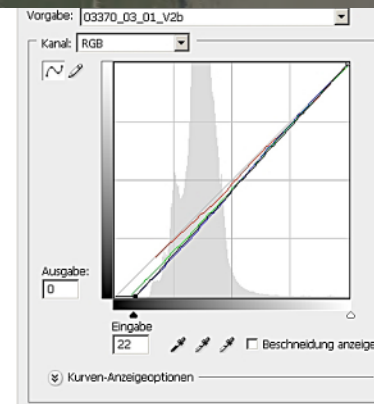 Vorgabe: 03370_03_01_V2b
Kanal: RGB
Ausgabe:
0
Eingabe
22
Beschneidung anzeige
Kurven-Anzeigeoptionen